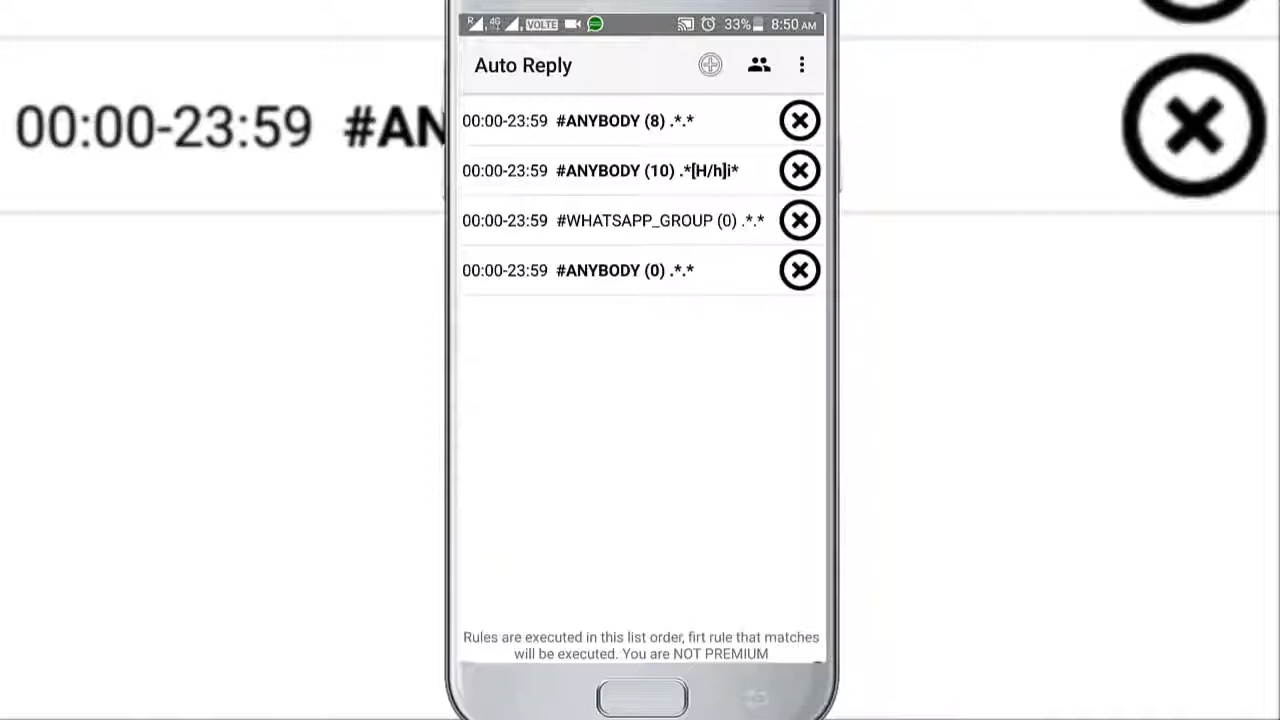 R 4G VOLTE 33% 8:50 AM
Auto Reply
00:00-23:59 #ANYBODY (8) .*.*
00:00-23:59 #ANYBODY (10) .*[H/h]i*
00:00-23:59 #WHATSAPP_GROUP (0) .*.*
00:00-23:59 #ANYBODY (0) .*.*
Rules are executed in this list order, firt rule that matches
will be executed. You are NOT PREMIUM
00:00-23:59 #AN